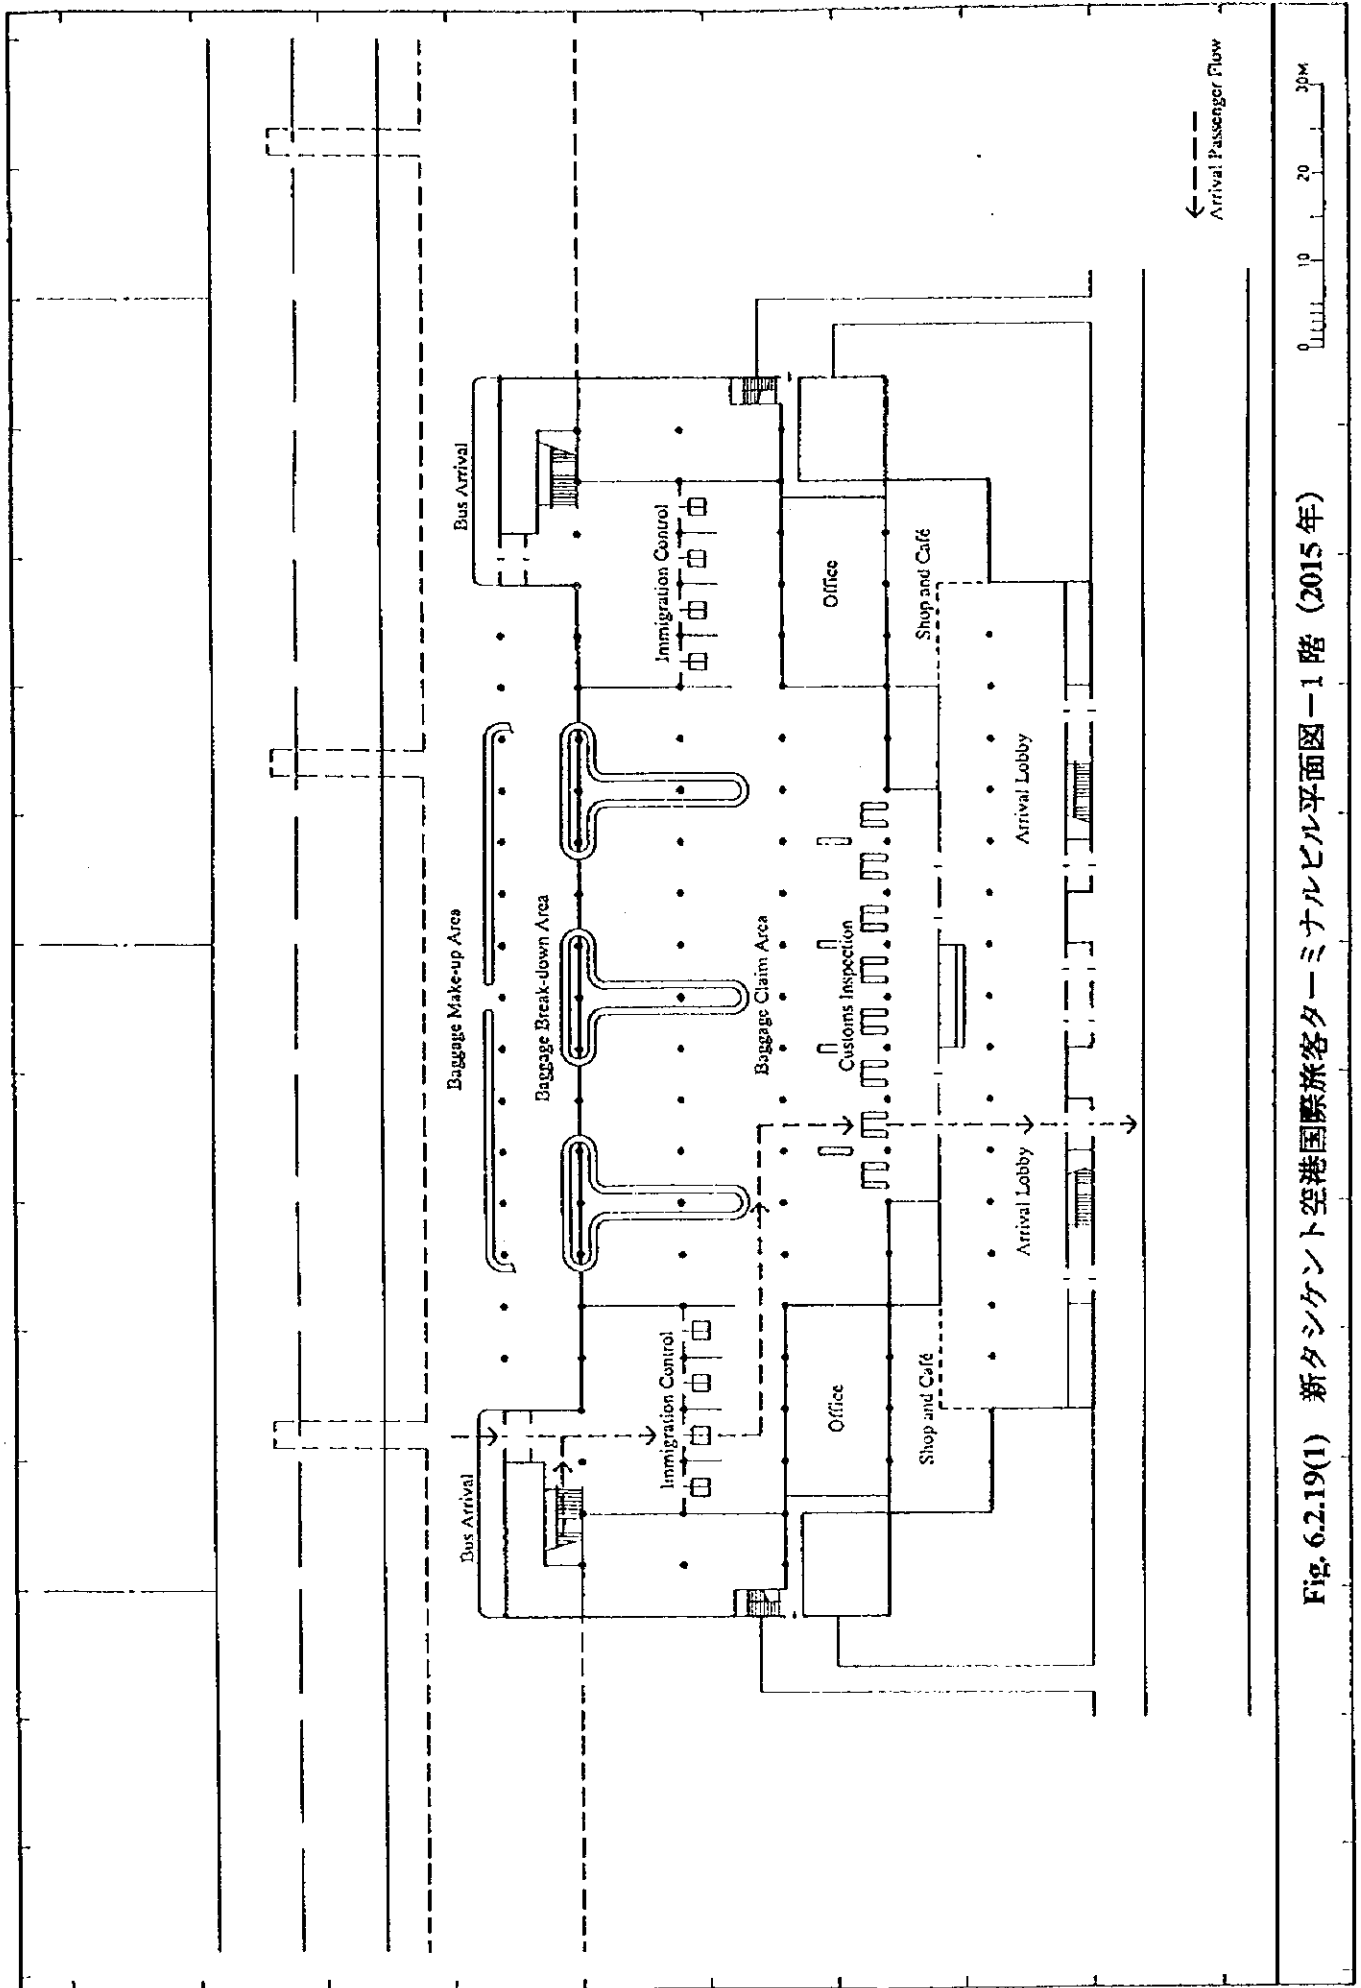 Bus Arrival
Baggage Make-up Area
Bus Arrival
Baggage Break-down Area
Immigration Control
Immigration Control
Baggage Claim Area
Office
Customs Inspection
Office
Shop and Café
Shop and Café
Arrival Lobby
Arrival Lobby
Arrival Passenger Flow
0 10 20 30M
Fig. 6.2.19(1) 新タシケント空港国際旅客ターミナルビル平面図－1階 (2015年)